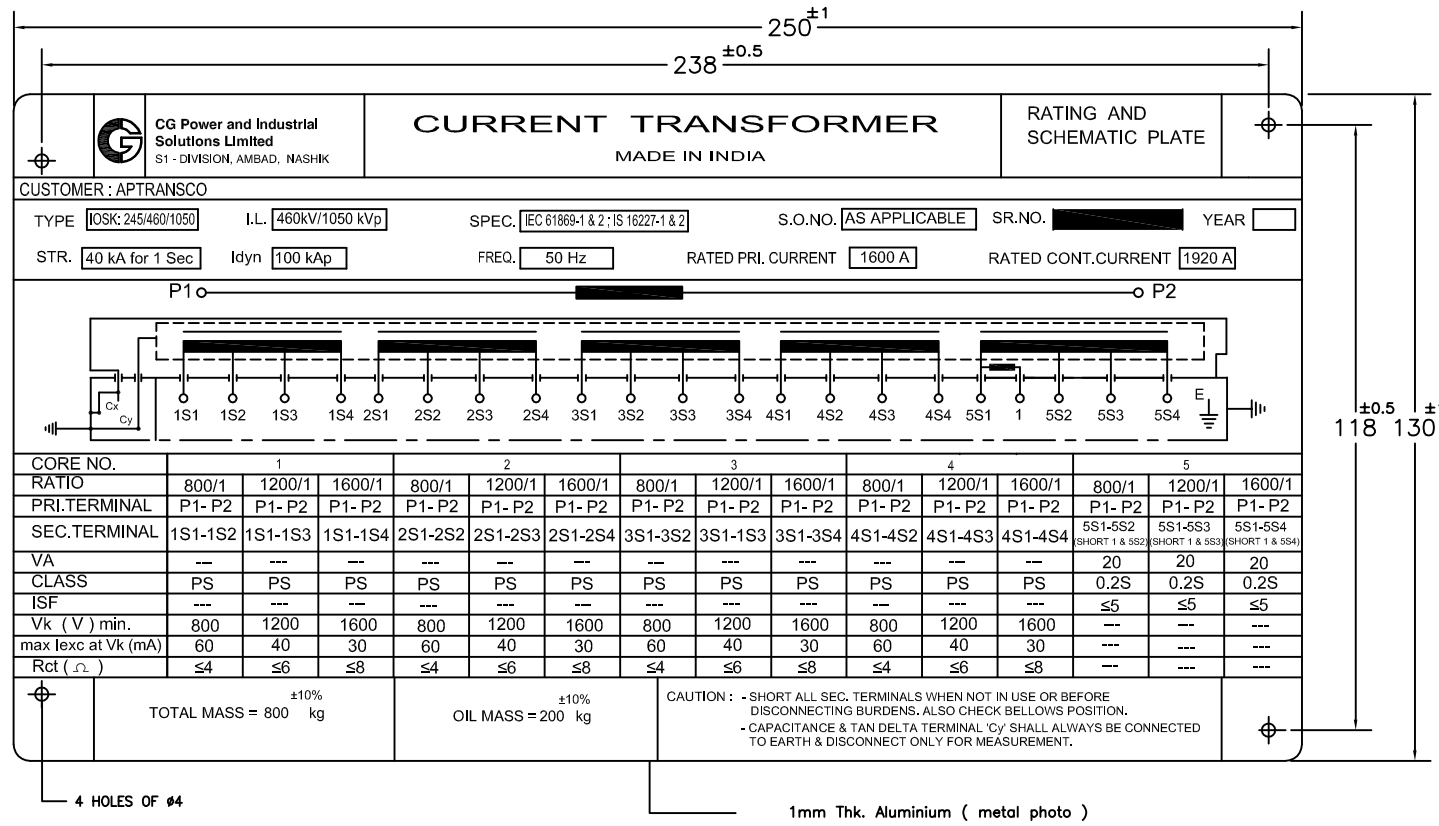 250 ±1
238 ±0.5
CG Power and Industrial
Solutions Limited
S1 - DIVISION, AMBAD, NASHIK
CURRENT TRANSFORMER
MADE IN INDIA
RATING AND
SCHEMATIC PLATE
CUSTOMER : APTRANSCO
TYPE IOSK: 245/460/1050 I.L. 460kV/1050 kVp SPEC. IEC 61869-1 & 2 ; IS 16227-1 & 2 S.O.NO. AS APPLICABLE SR.NO. YEAR
STR. 40 kA for 1 Sec Idyn 100 kAp FREQ. 50 Hz RATED PRI. CURRENT 1600 A RATED CONT.CURRENT 1920 A
P1 P2
Cx
Cy
1S1 1S2 1S3 1S4 2S1 2S2 2S3 2S4 3S1 3S2 3S3 3S4 4S1 4S2 4S3 4S4 5S1 1 5S2 5S3 5S4 E
118 ±0.5
130
CORE NO. 1 2 3 4 5
RATIO 800/1 1200/1 1600/1 800/1 1200/1 1600/1 800/1 1200/1 1600/1 800/1 1200/1 1600/1 800/1 1200/1 1600/1
PRI.TERMINAL P1- P2 P1- P2 P1- P2 P1- P2 P1- P2 P1- P2 P1- P2 P1- P2 P1- P2 P1- P2 P1- P2 P1- P2 P1- P2 P1- P2 P1- P2
SEC.TERMINAL 1S1-1S2 1S1-1S3 1S1-1S4 2S1-2S2 2S1-2S3 2S1-2S4 3S1-3S2 3S1-1S3 3S1-3S4 4S1-4S2 4S1-4S3 4S1-4S4 5S1-5S2 (SHORT 1 & 5S2) 5S1-5S3 (SHORT 1 & 5S3) 5S1-5S4 (SHORT 1 & 5S4)
VA --- --- --- --- --- --- --- --- --- --- --- --- 20 20 20
CLASS PS PS PS PS PS PS PS PS PS PS PS PS 0.2S 0.2S 0.2S
ISF --- --- --- --- --- --- --- --- --- --- --- --- ≤5 ≤5 ≤5
Vk ( V ) min. 800 1200 1600 800 1200 1600 800 1200 1600 800 1200 1600 --- --- ---
max Iexc at Vk (mA) 60 40 30 60 40 30 60 40 30 60 40 30 --- --- ---
Rct ( Ω ) ≤4 ≤6 ≤8 ≤4 ≤6 ≤8 ≤4 ≤6 ≤8 ≤4 ≤6 ≤8 --- --- ---
TOTAL MASS = 800 ±10% kg
OIL MASS = 200 ±10% kg
CAUTION : - SHORT ALL SEC. TERMINALS WHEN NOT IN USE OR BEFORE
DISCONNECTING BURDENS. ALSO CHECK BELLOWS POSITION.
- CAPACITANCE & TAN DELTA TERMINAL 'Cy' SHALL ALWAYS BE CONNECTED
TO EARTH & DISCONNECT ONLY FOR MEASUREMENT.
4 HOLES OF ø4
1mm Thk. Aluminium ( metal photo )